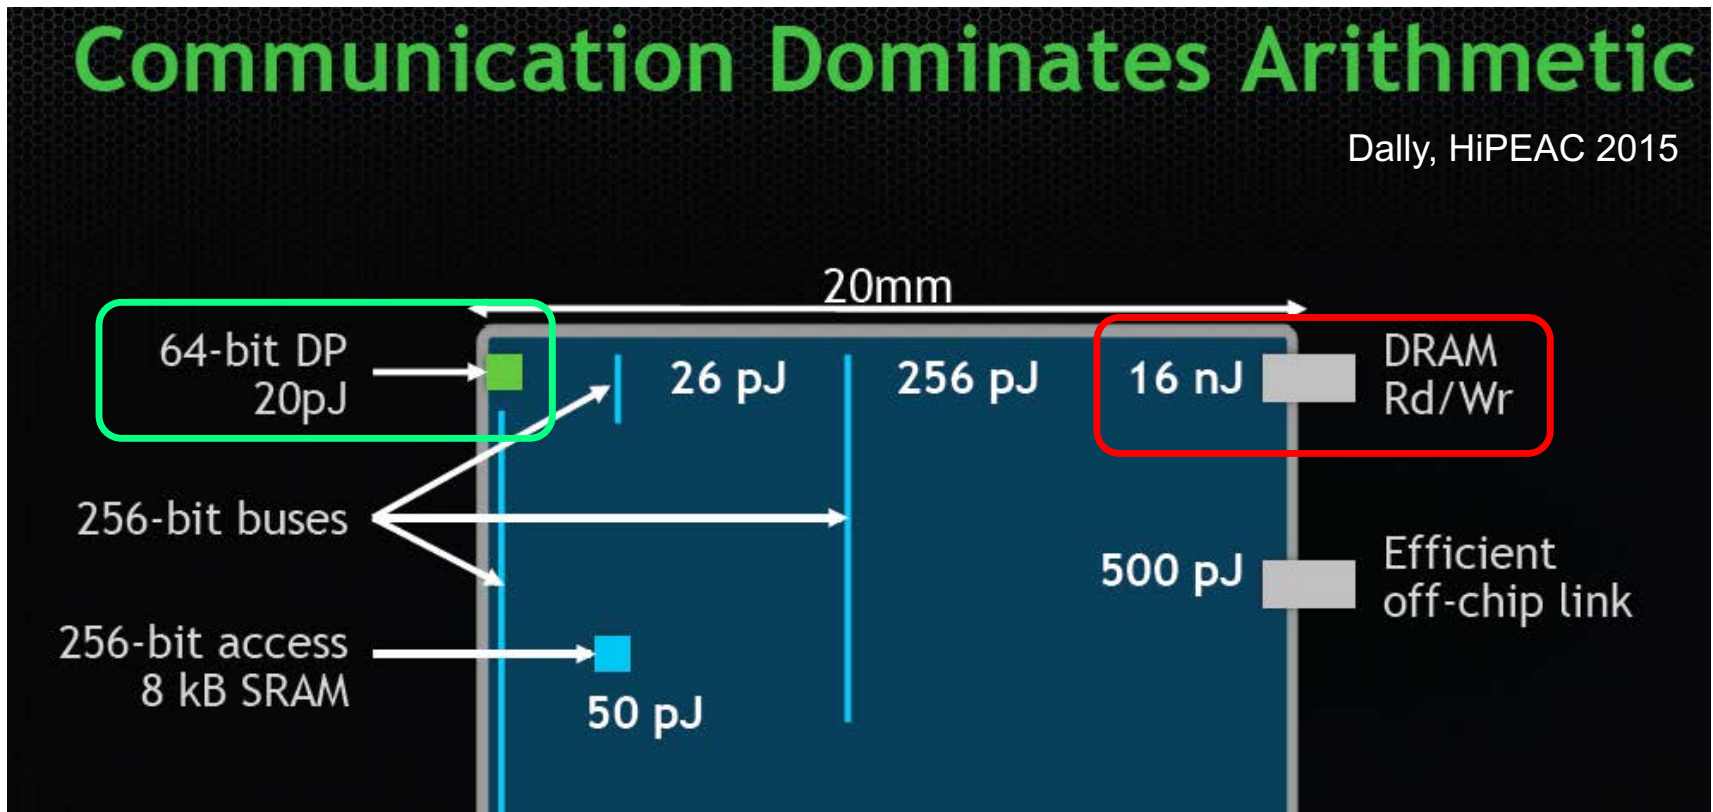 Communication Dominates Arithmetic
Dally, HiPEAC 2015
20mm
64-bit DP
20pJ
26 pJ
256 pJ
16 nJ
DRAM
Rd/Wr
256-bit buses
500 pJ
Efficient
off-chip link
256-bit access
8 kB SRAM
50 pJ